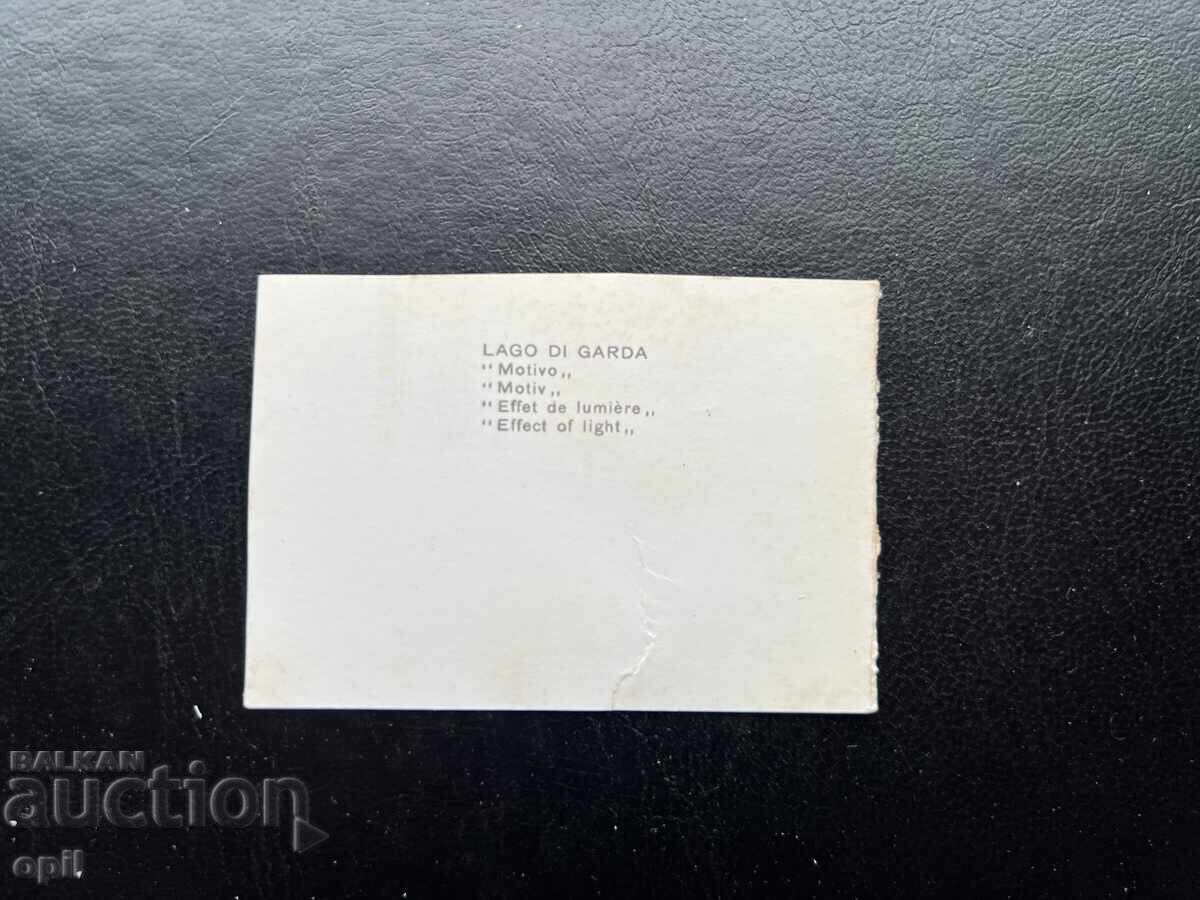 LAGO DI GARDA
“Motivo„
“Motiv„
“Effet de lumière„
“Effect of light„
BALKAN
auction
opil